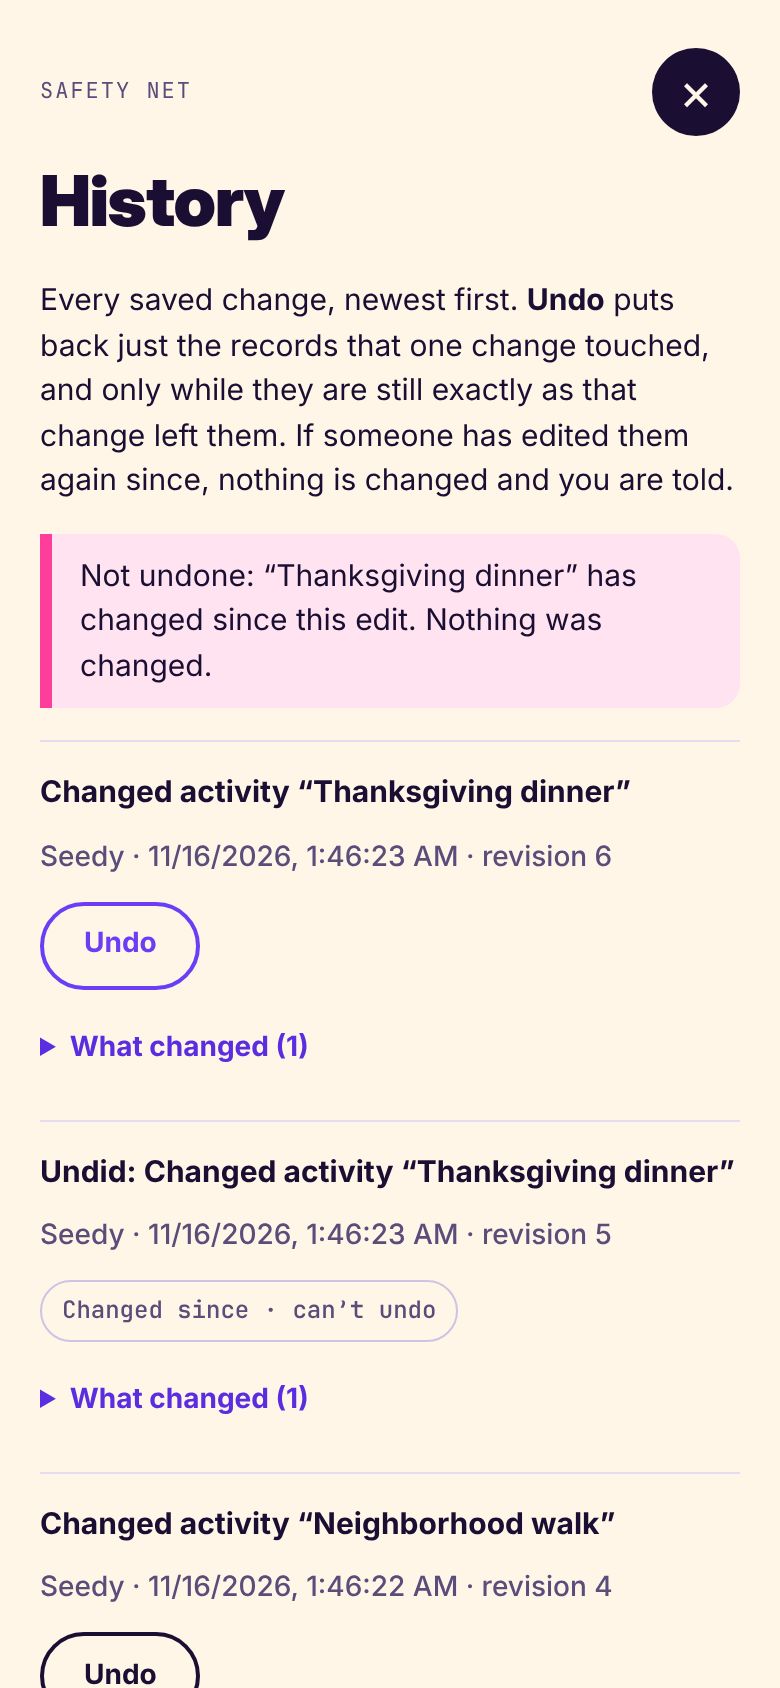 SAFETY NET
×
History
Every saved change, newest first. Undo puts
back just the records that one change touched,
and only while they are still exactly as that
change left them. If someone has edited them
again since, nothing is changed and you are told.
Not undone: “Thanksgiving dinner” has
changed since this edit. Nothing was
changed.
Changed activity “Thanksgiving dinner”
Seedy · 11/16/2026, 1:46:23 AM · revision 6
Undo
▶ What changed (1)
Undid: Changed activity “Thanksgiving dinner”
Seedy · 11/16/2026, 1:46:23 AM · revision 5
Changed since · can’t undo
▶ What changed (1)
Changed activity “Neighborhood walk”
Seedy · 11/16/2026, 1:46:22 AM · revision 4
Undo